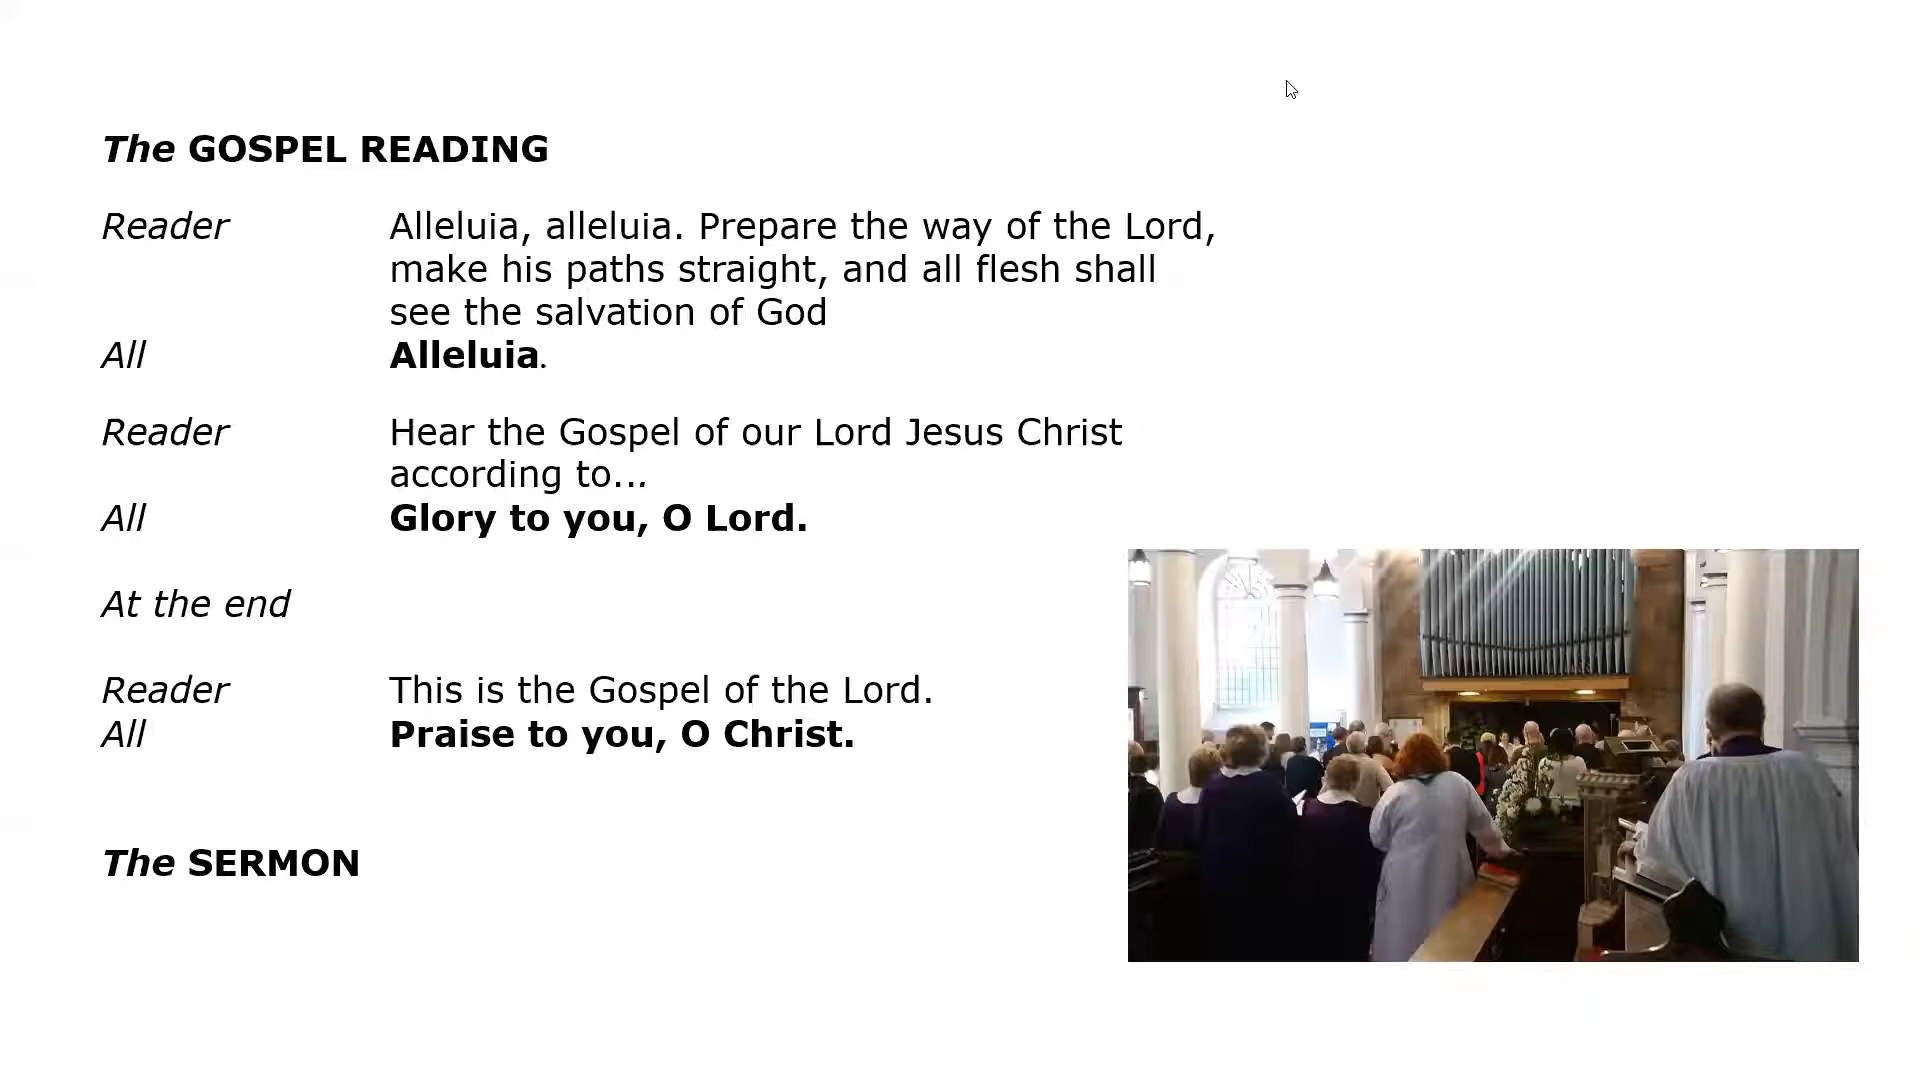 The GOSPEL READING
Reader Alleluia, alleluia. Prepare the way of the Lord,
make his paths straight, and all flesh shall
see the salvation of God
All Alleluia.
Reader Hear the Gospel of our Lord Jesus Christ
according to...
All Glory to you, O Lord.
At the end
Reader This is the Gospel of the Lord.
All Praise to you, O Christ.
The SERMON